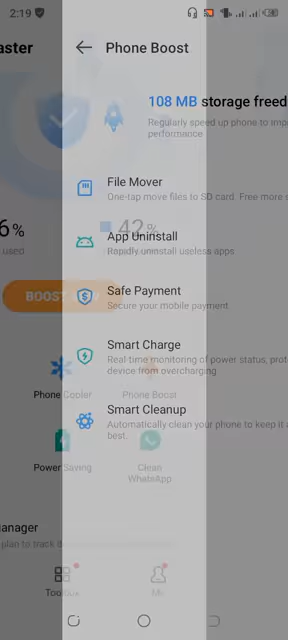 2:19
aster
Phone Boost
108 MB storage freed
Regularly speed up phone to imp
performance
File Mover
One-tap move files to SD card. Free more s
6%
42%
used
App Uninstall
Rapidly uninstall useless apps
BOOST
Safe Payment
Secure your mobile payment
Smart Charge
Real-time monitoring of power status, prot
device from overcharging
Phone Cooler
Phone Boost
Smart Cleanup
Automatically clean your phone to keep it a
best.
Power Saving
Clean
WhatsApp
anager
plan to track d
Toolbox
Me